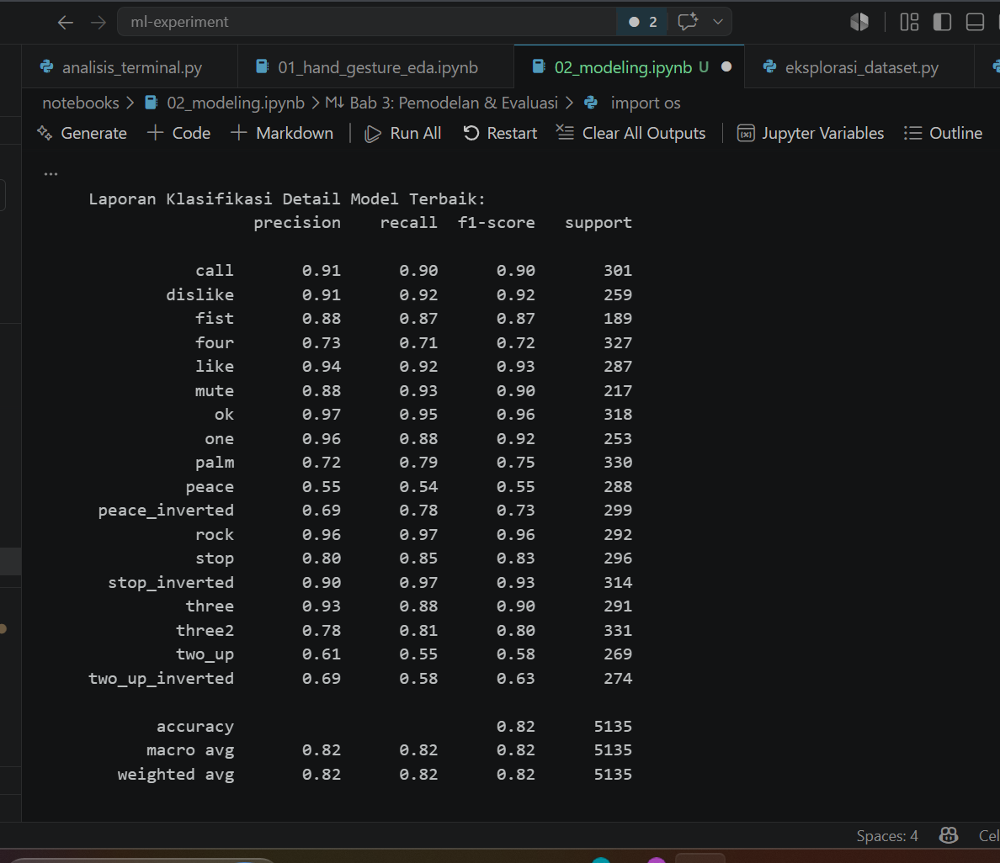 ml-experiment 2
analisis_terminal.py 01_hand_gesture_eda.ipynb 02_modeling.ipynb U eksplorasi_dataset.py
notebooks > 02_modeling.ipynb > M↓ Bab 3: Pemodelan & Evaluasi > import os
Generate + Code + Markdown Run All Restart Clear All Outputs Jupyter Variables Outline
...
Laporan Klasifikasi Detail Model Terbaik:
precision recall f1-score support
call 0.91 0.90 0.90 301
dislike 0.91 0.92 0.92 259
fist 0.88 0.87 0.87 189
four 0.73 0.71 0.72 327
like 0.94 0.92 0.93 287
mute 0.88 0.93 0.90 217
ok 0.97 0.95 0.96 318
one 0.96 0.88 0.92 253
palm 0.72 0.79 0.75 330
peace 0.55 0.54 0.55 288
peace_inverted 0.69 0.78 0.73 299
rock 0.96 0.97 0.96 292
stop 0.80 0.85 0.83 296
stop_inverted 0.90 0.97 0.93 314
three 0.93 0.88 0.90 291
three2 0.78 0.81 0.80 331
two_up 0.61 0.55 0.58 269
two_up_inverted 0.69 0.58 0.63 274
accuracy 0.82 5135
macro avg 0.82 0.82 0.82 5135
weighted avg 0.82 0.82 0.82 5135
Spaces: 4 Cel